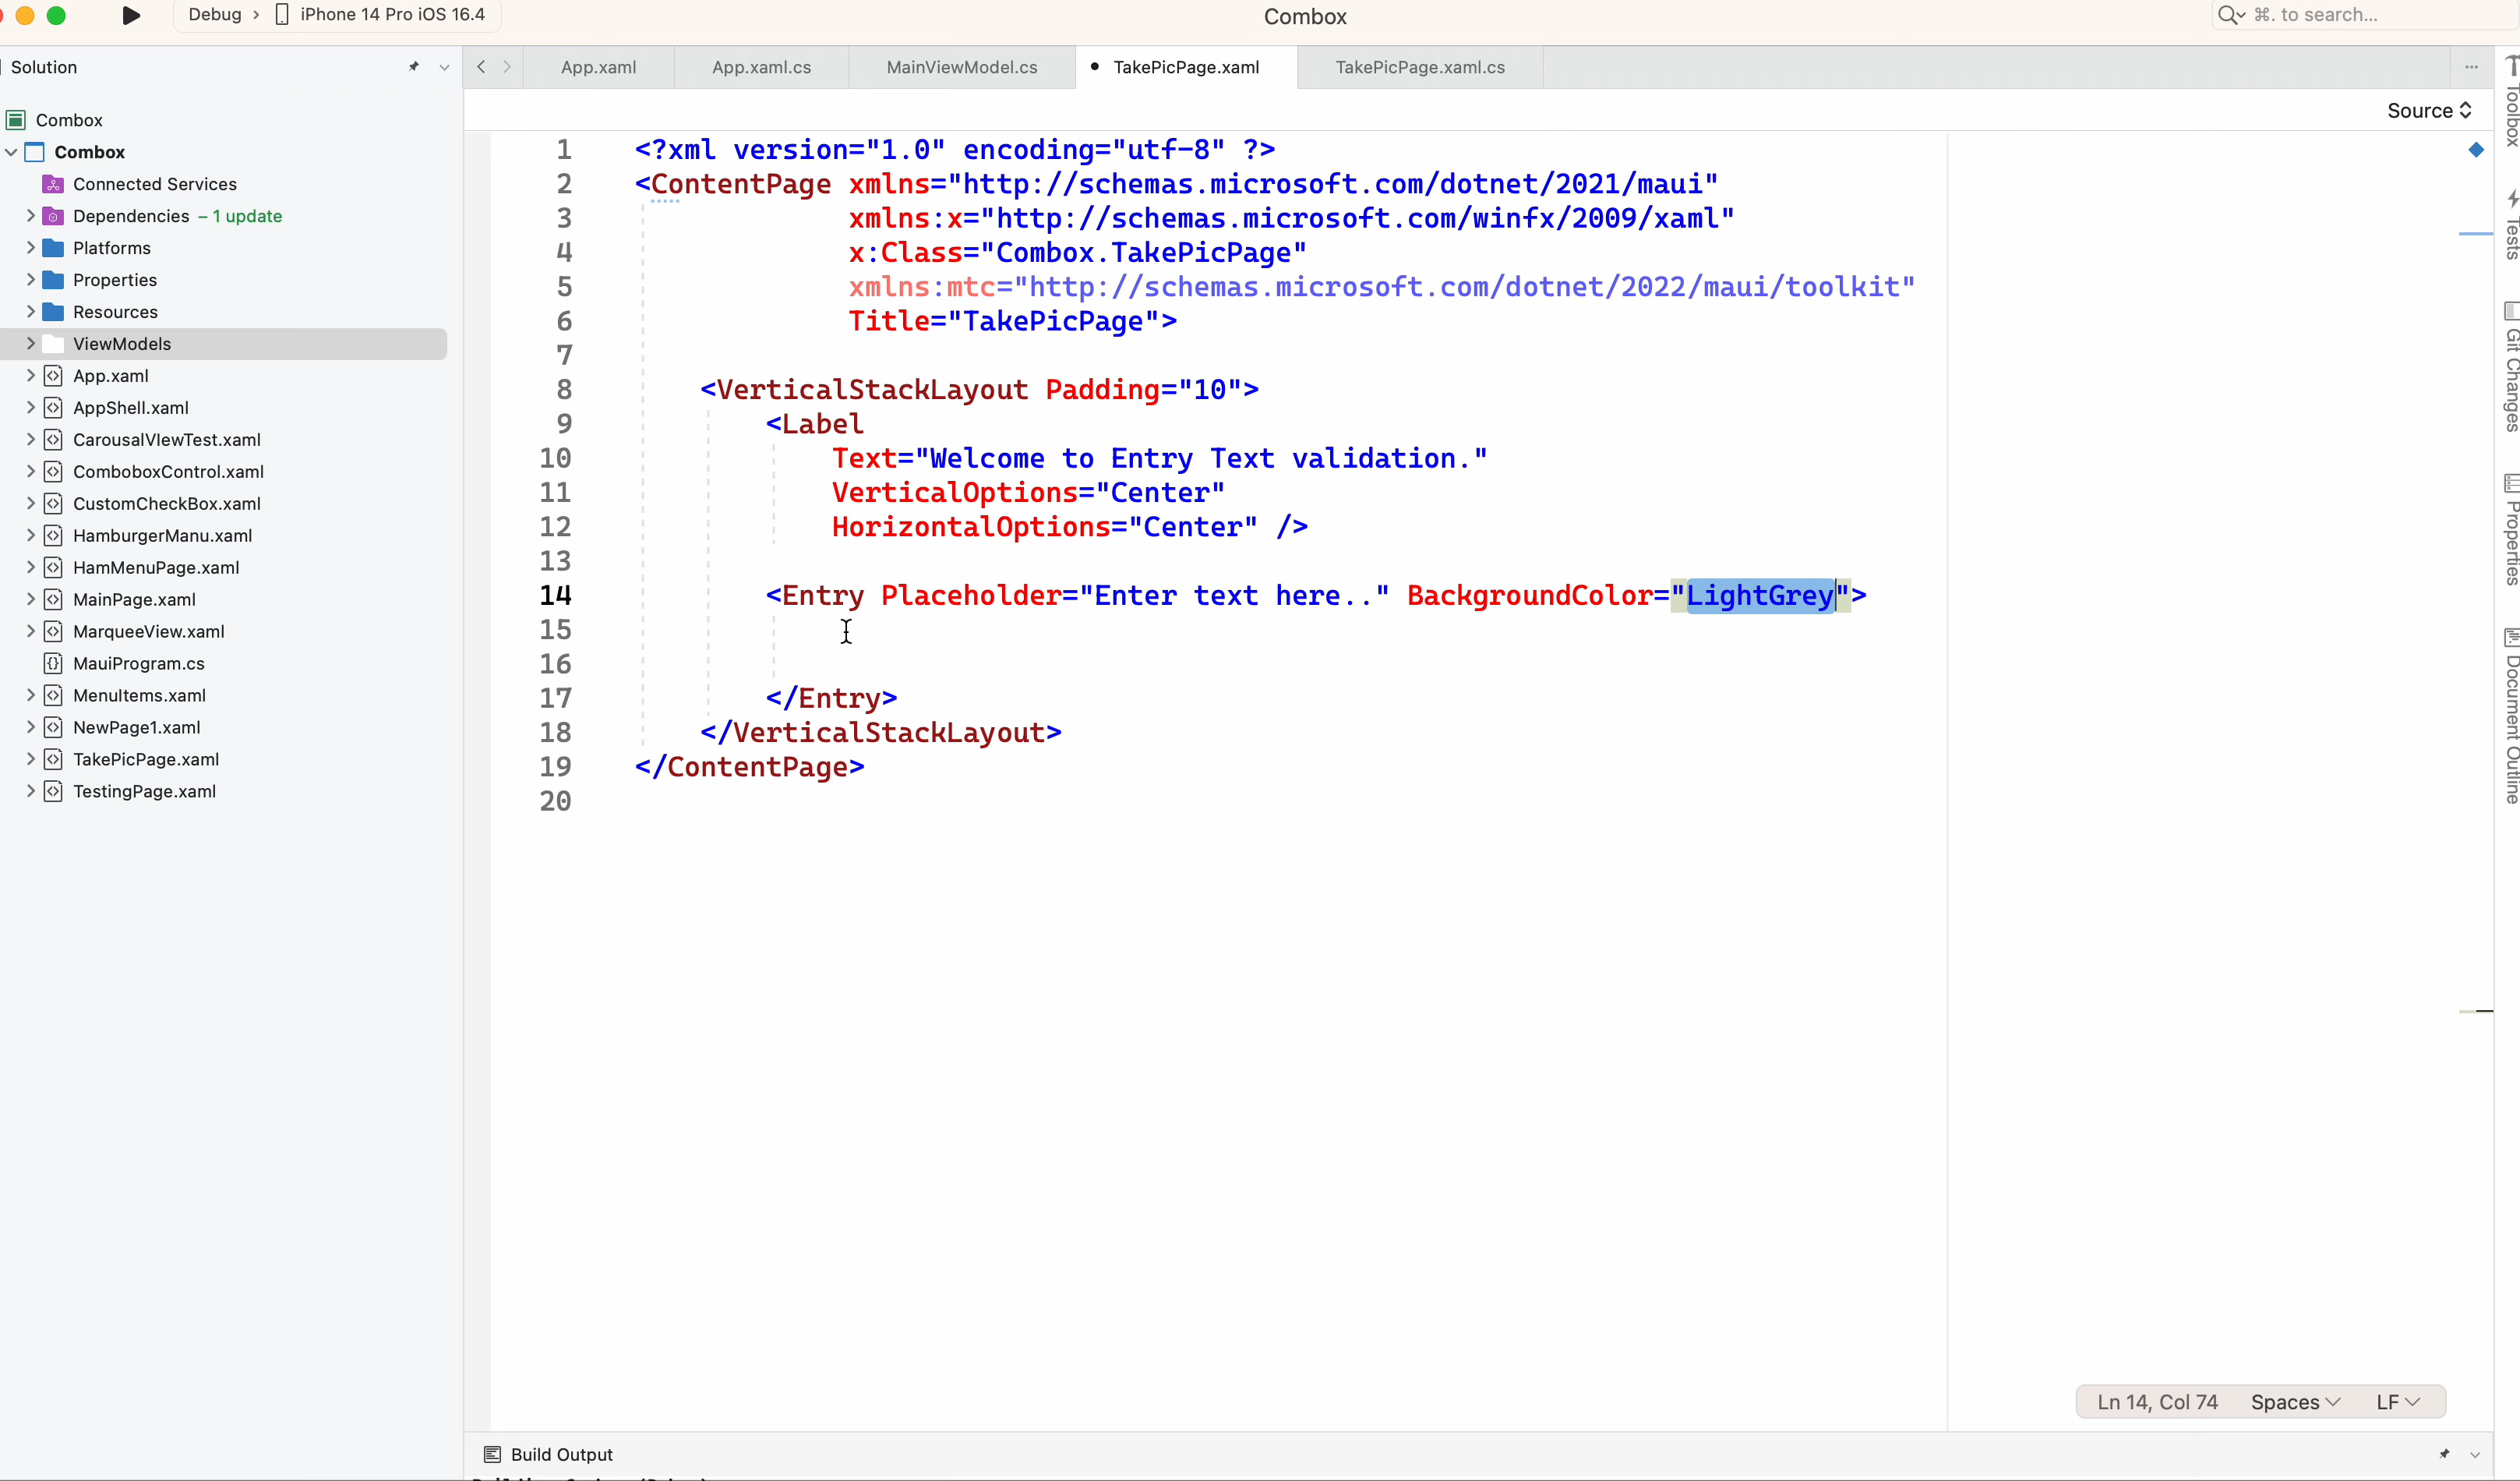 Debug › iPhone 14 Pro iOS 16.4
Combox
⌘. to search...
Solution
App.xaml
App.xaml.cs
MainViewModel.cs
TakePicPage.xaml
TakePicPage.xaml.cs
Source
Combox
Combox
Connected Services
Dependencies – 1 update
Platforms
Properties
Resources
ViewModels
App.xaml
AppShell.xaml
CarousalVIewTest.xaml
ComboboxControl.xaml
CustomCheckBox.xaml
HamburgerManu.xaml
HamMenuPage.xaml
MainPage.xaml
MarqueeView.xaml
MauiProgram.cs
MenuItems.xaml
NewPage1.xaml
TakePicPage.xaml
TestingPage.xaml
1 <?xml version="1.0" encoding="utf-8" ?>
2 <ContentPage xmlns="http://schemas.microsoft.com/dotnet/2021/maui"
3 xmlns:x="http://schemas.microsoft.com/winfx/2009/xaml"
4 x:Class="Combox.TakePicPage"
5 xmlns:mtc="http://schemas.microsoft.com/dotnet/2022/maui/toolkit"
6 Title="TakePicPage">
7
8 <VerticalStackLayout Padding="10">
9 <Label
10 Text="Welcome to Entry Text validation."
11 VerticalOptions="Center"
12 HorizontalOptions="Center" />
13
14 <Entry Placeholder="Enter text here.." BackgroundColor="LightGrey">
15
16
17 </Entry>
18 </VerticalStackLayout>
19 </ContentPage>
20
Toolbox
Tests
Git Changes
Properties
Document Outline
Ln 14, Col 74 Spaces LF
Build Output